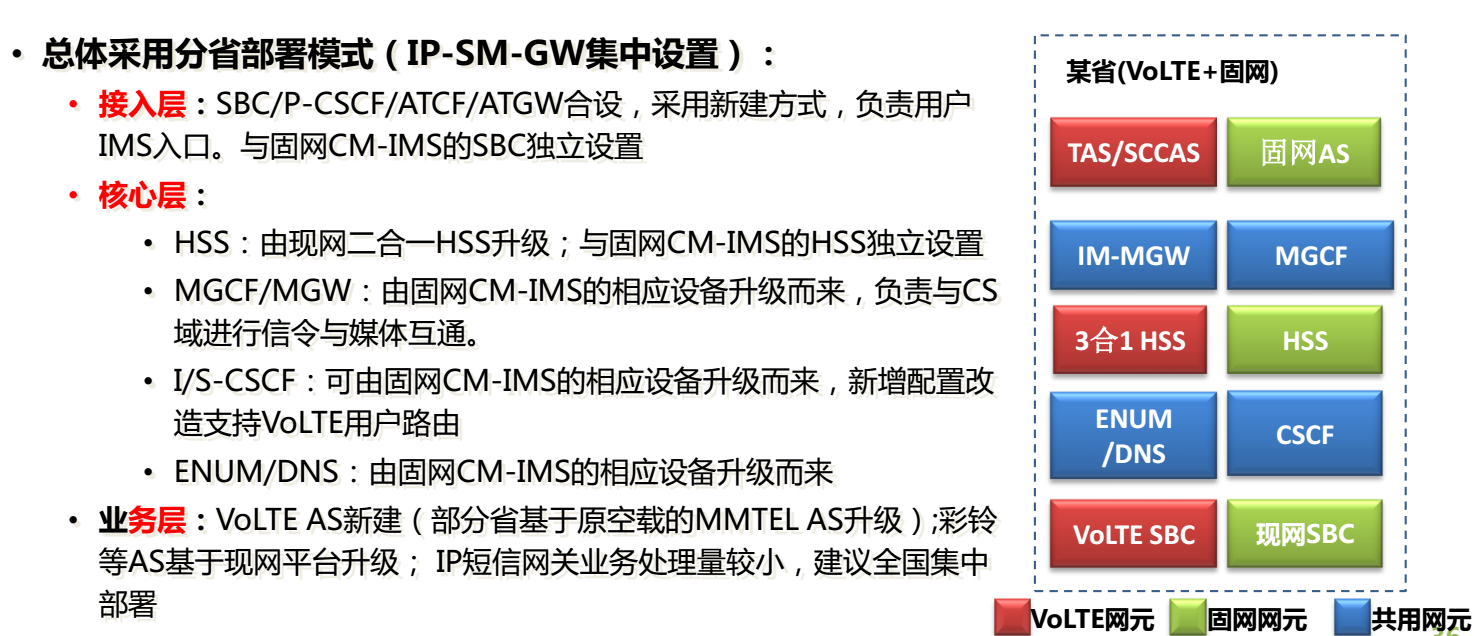 • 总体采用分省部署模式（IP-SM-GW集中设置）：
• 接入层：SBC/P-CSCF/ATCF/ATGW合设，采用新建方式，负责用户
IMS入口。与固网CM-IMS的SBC独立设置
• 核心层：
• HSS：由现网二合一HSS升级；与固网CM-IMS的HSS独立设置
• MGCF/MGW：由固网CM-IMS的相应设备升级而来，负责与CS
域进行信令与媒体互通。
• I/S-CSCF：可由固网CM-IMS的相应设备升级而来，新增配置改
造支持VoLTE用户路由
• ENUM/DNS：由固网CM-IMS的相应设备升级而来
• 业务层：VoLTE AS新建（部分省基于原空载的MMTEL AS升级）;彩铃
等AS基于现网平台升级； IP短信网关业务处理量较小，建议全国集中
部署
某省(VoLTE+固网)
TAS/SCCAS
固网AS
IM-MGW
MGCF
3合1 HSS
HSS
ENUM
/DNS
CSCF
VoLTE SBC
现网SBC
VoLTE网元
固网网元
共用网元